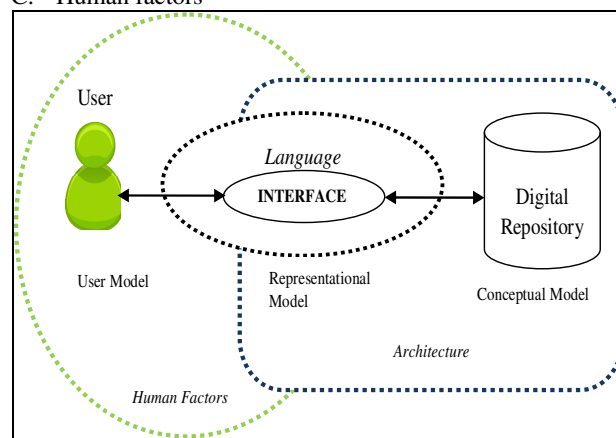 C. Human factors
User
Language
INTERFACE
Digital
Repository
User Model
Representational
Model
Conceptual Model
Architecture
Human Factors